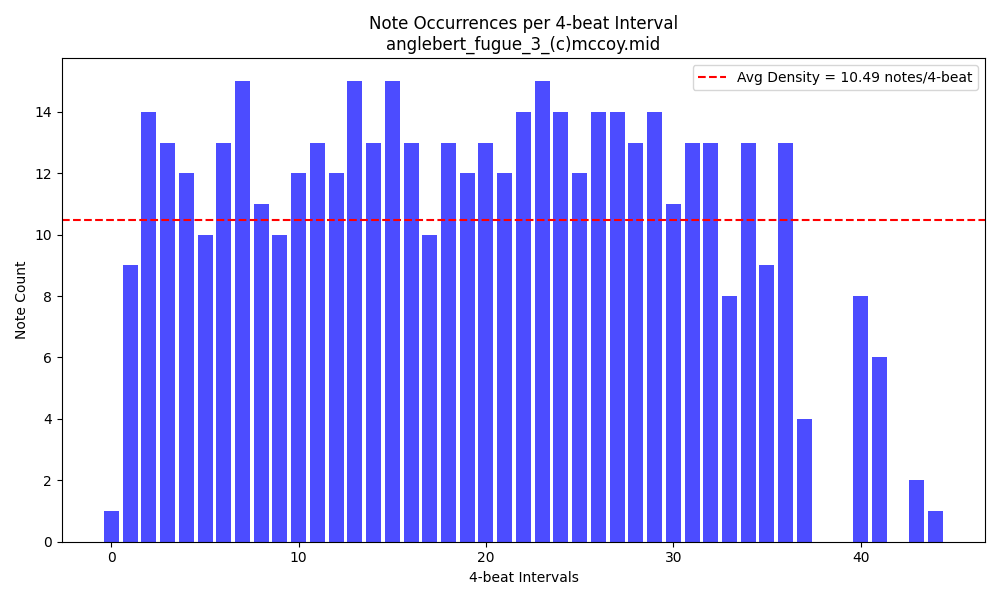 Note Occurrences per 4-beat Interval
anglebert_fugue_3_(c)mccoy.mid
Avg Density = 10.49 notes/4-beat
Note Count
14
12
10
8
6
4
2
0
0 10 20 30 40
4-beat Intervals